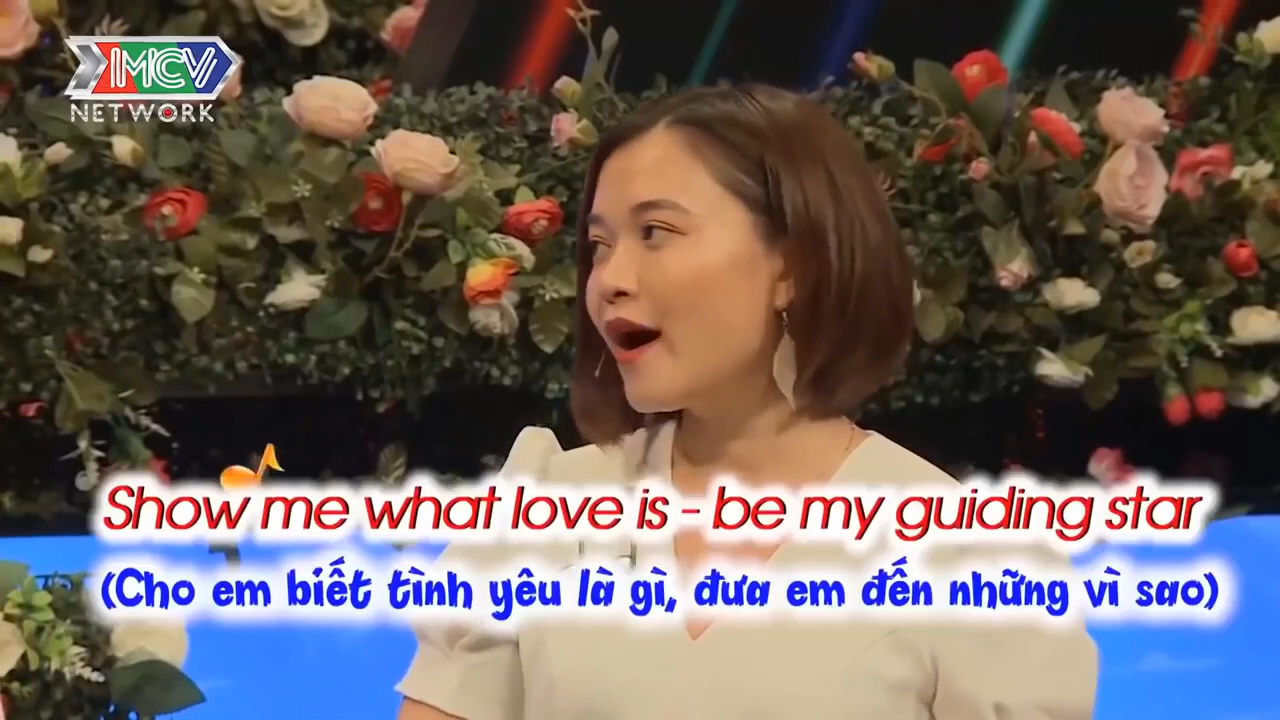 MCV
NETWORK
Show me what love is - be my guiding star
(Cho em biết tình yêu là gì, đưa em đến những vì sao)